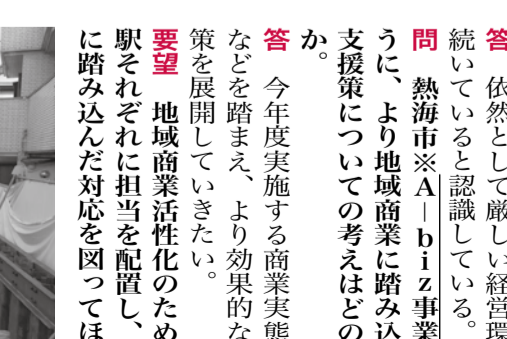 答　依然として厳しい経営環
続いていると認識している。
問　熱海市※Ａ｜ｂｉｚ事業
うに、より地域商業に踏み込
支援策についての考えはどの
か。
答　今年度実施する商業実態
などを踏まえ、より効果的な
策を展開していきたい。
要望　地域商業活性化のため
駅それぞれに担当を配置し、
に踏み込んだ対応を図ってほ